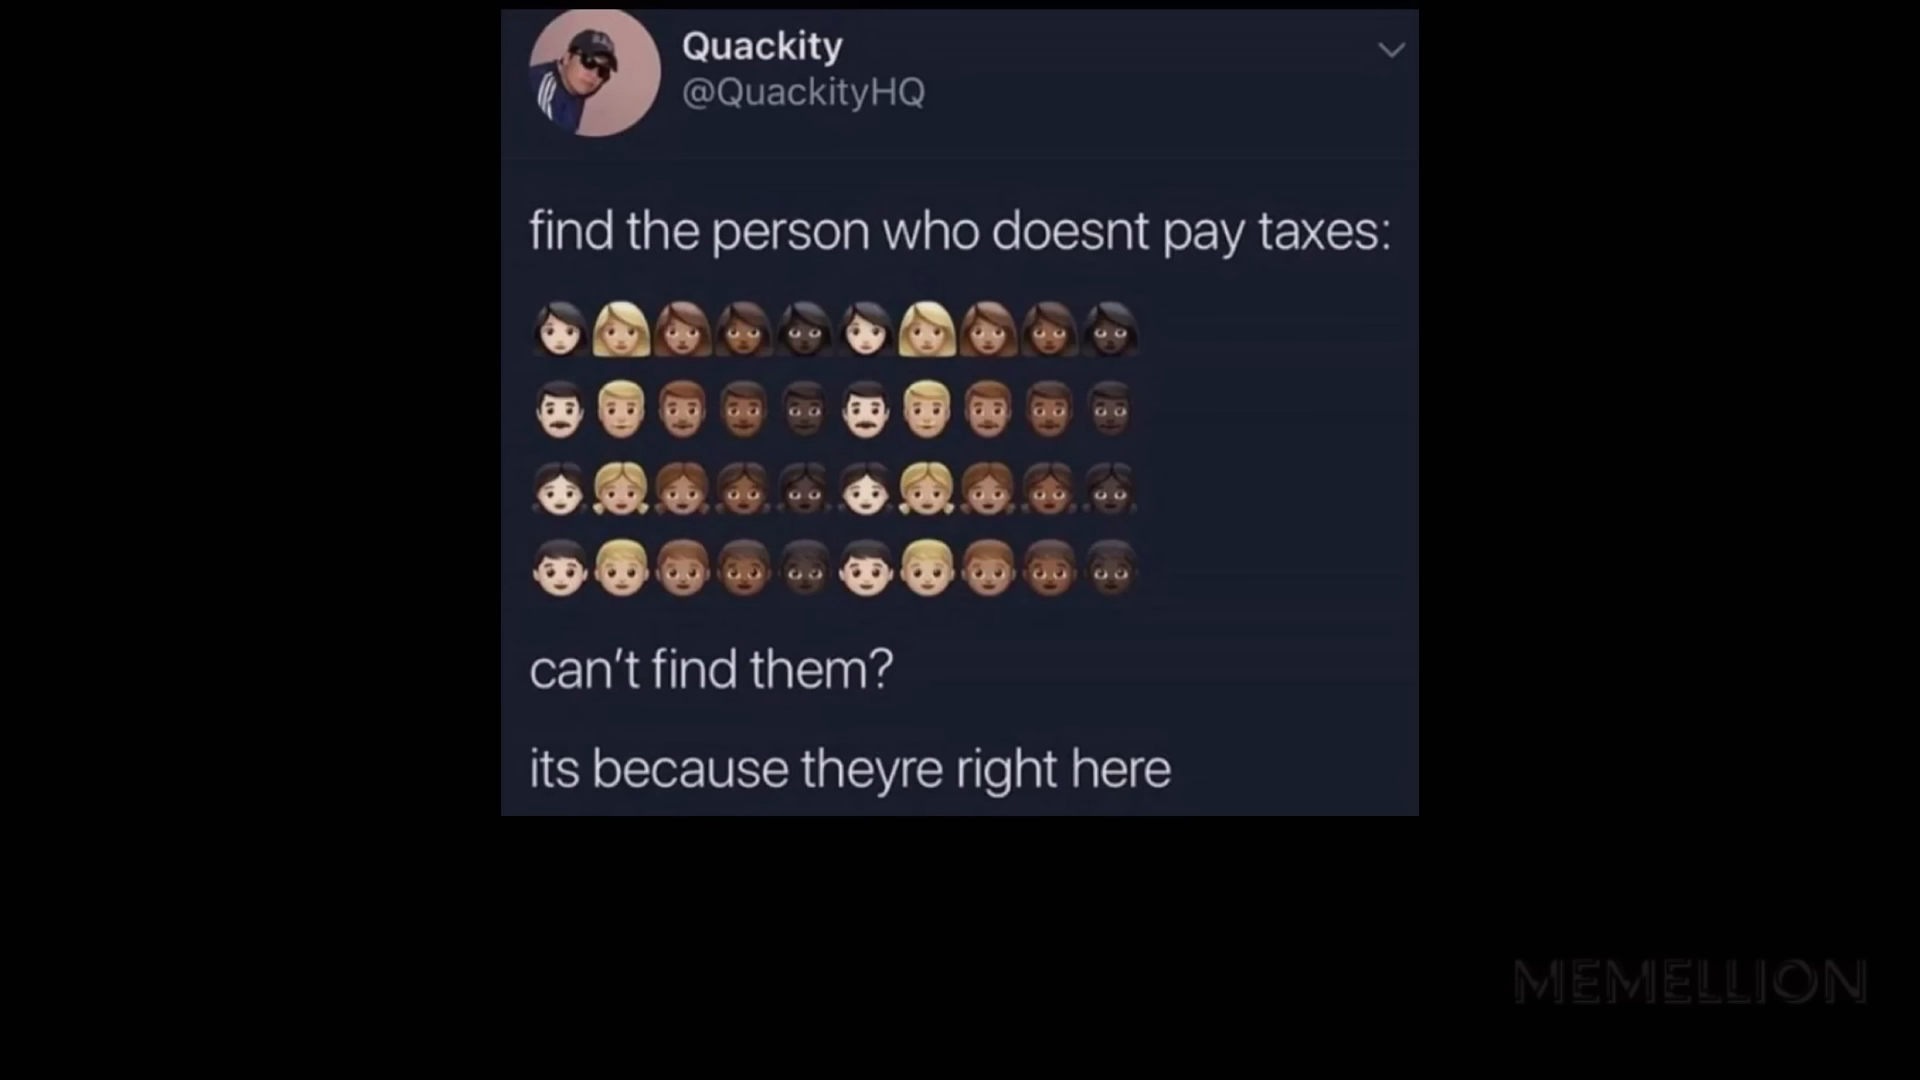 Quackity
@QuackityHQ
find the person who doesnt pay taxes:
can't find them?
its because theyre right here
MEMELLION